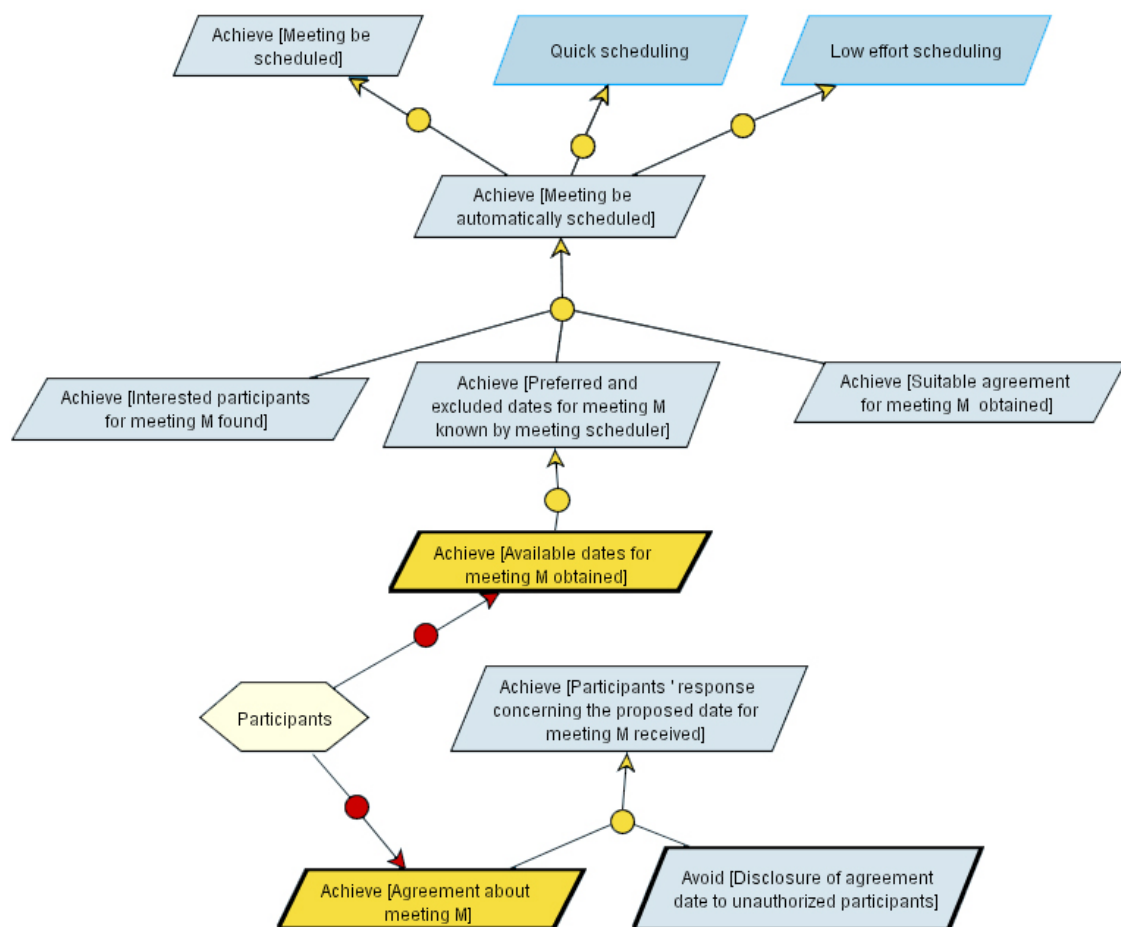 Achieve [Meeting be
scheduled]
Quick scheduling
Low effort scheduling
Achieve [Meeting be
automatically scheduled]
Achieve [Interested participants
for meeting M found]
Achieve [Preferred and
excluded dates for meeting M
known by meeting scheduler]
Achieve [Suitable agreement
for meeting M obtained]
Achieve [Available dates for
meeting M obtained]
Participants
Achieve [Participants ' response
concerning the proposed date for
meeting M received]
Achieve [Agreement about
meeting M]
Avoid [Disclosure of agreement
date to unauthorized participants]